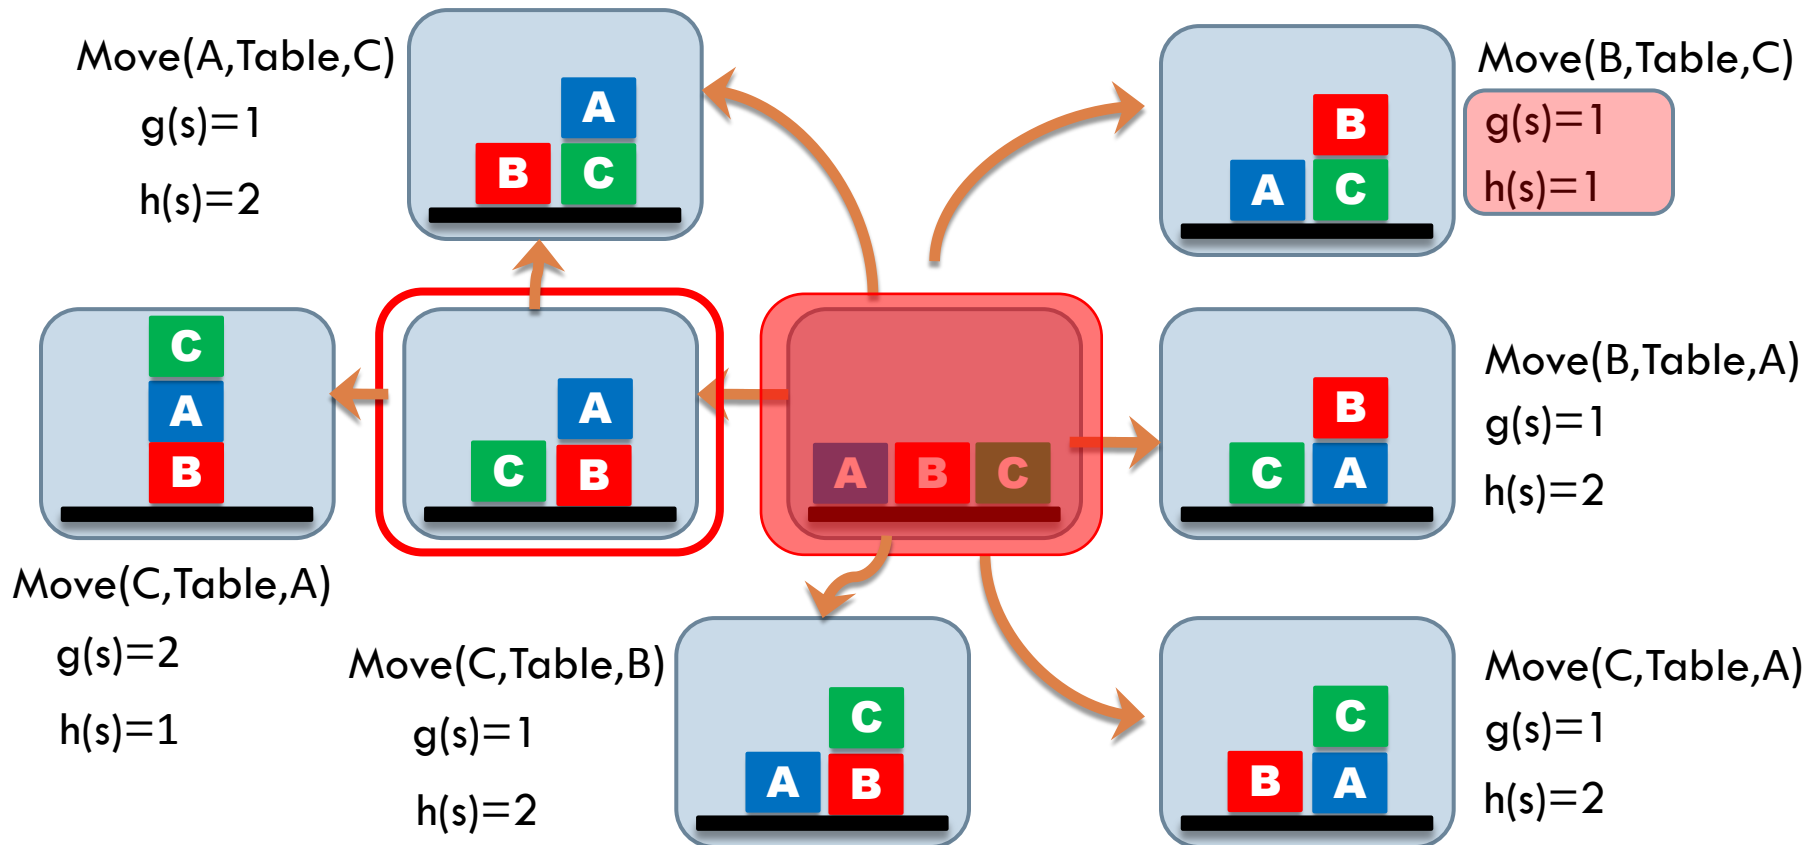 Move(A,Table,C)
g(s)=1
h(s)=2
A
B C
Move(B,Table,C)
g(s)=1
h(s)=1
B
A C
C
A
B
A
C B
A B C
Move(B,Table,A)
g(s)=1
h(s)=2
B
C A
Move(C,Table,A)
g(s)=2
h(s)=1
Move(C,Table,B)
g(s)=1
h(s)=2
C
A B
Move(C,Table,A)
g(s)=1
h(s)=2
C
B A